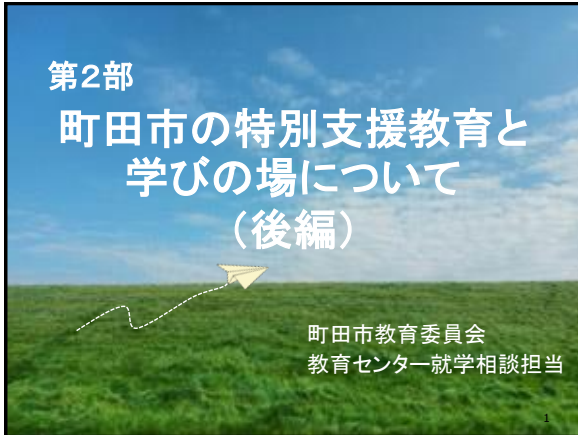 第2部
町田市の特別支援教育と
学びの場について
（後編）
町田市教育委員会
教育センター就学相談担当
1